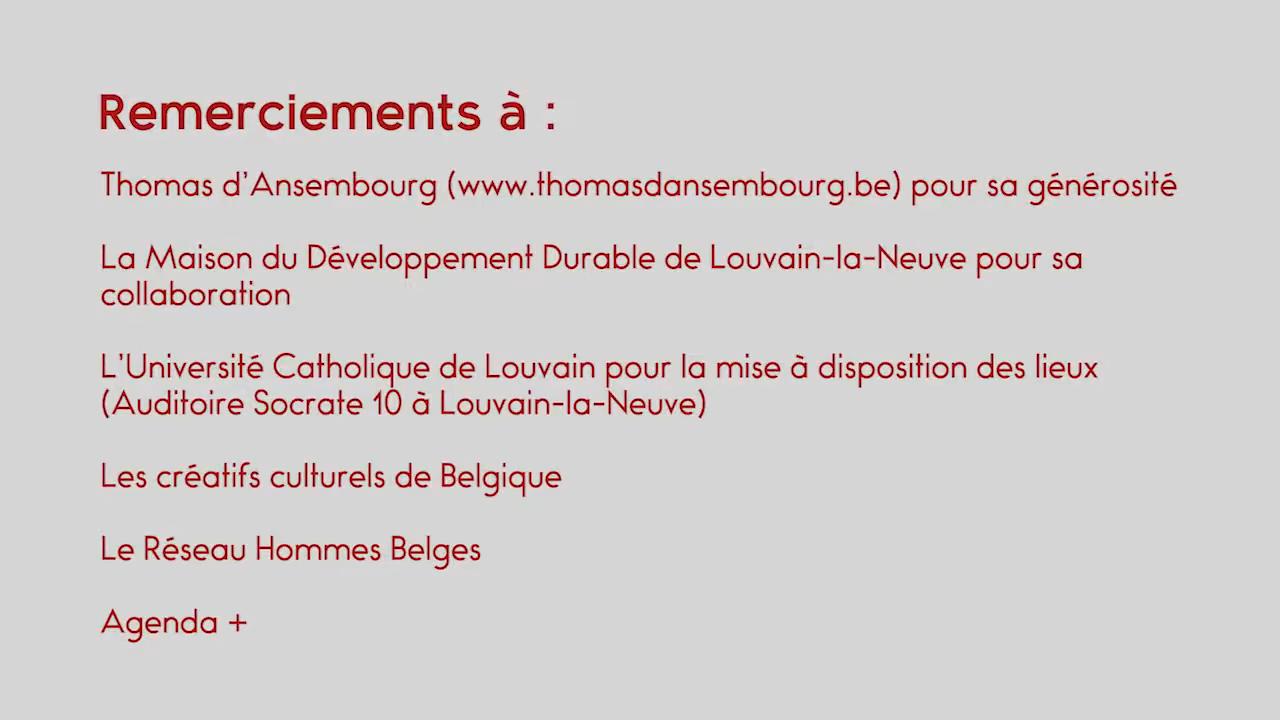 Remerciements à :
Thomas d'Ansembourg (www.thomasdansembourg.be) pour sa générosité
La Maison du Développement Durable de Louvain-la-Neuve pour sa
collaboration
L'Université Catholique de Louvain pour la mise à disposition des lieux
(Auditoire Socrate 10 à Louvain-la-Neuve)
Les créatifs culturels de Belgique
Le Réseau Hommes Belges
Agenda +